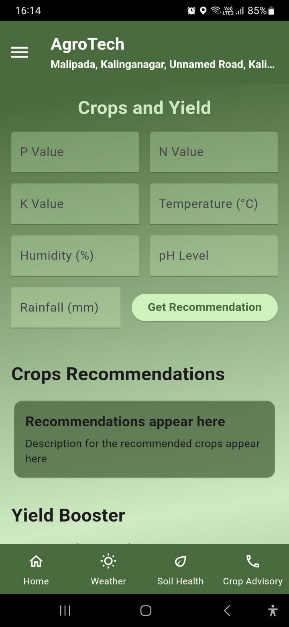 16:14
85%
AgroTech
Malipada, Kalinganagar, Unnamed Road, Kali...
Crops and Yield
P Value
N Value
K Value
Temperature (°C)
Humidity (%)
pH Level
Rainfall (mm)
Get Recommendation
Crops Recommendations
Recommendations appear here
Description for the recommended crops appear
here
Yield Booster
Home
Weather
Soil Health
Crop Advisory